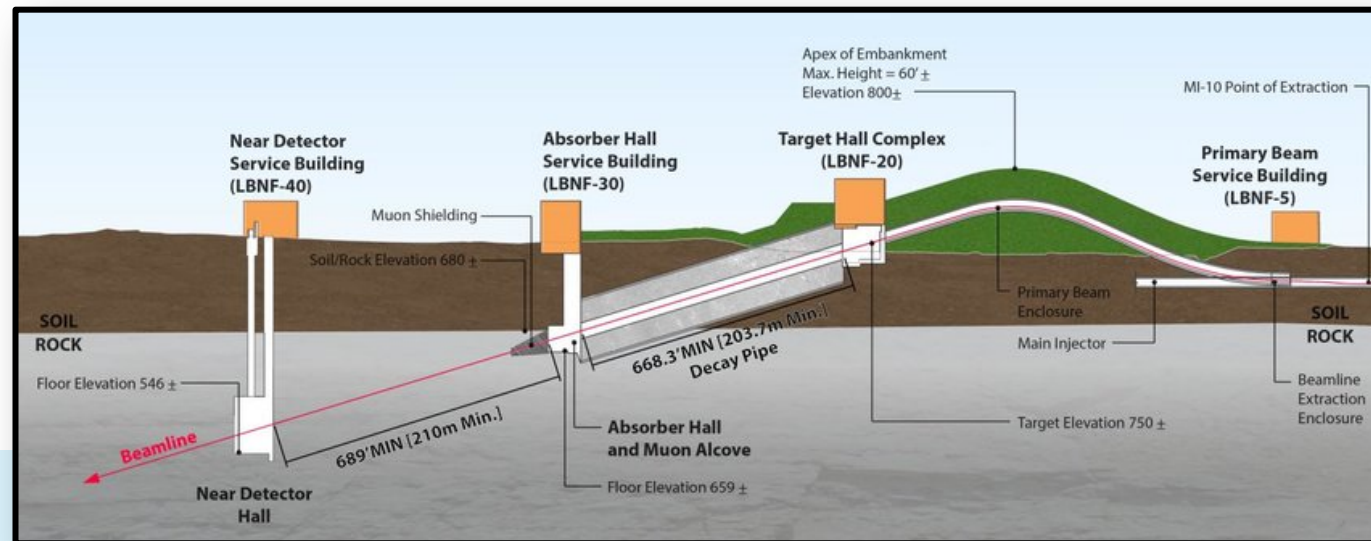 Apex of Embankment
Max. Height = 60' ±
Elevation 800±
MI-10 Point of Extraction
Near Detector
Service Building
(LBNF-40)
Absorber Hall
Service Building
(LBNF-30)
Target Hall Complex
(LBNF-20)
Primary Beam
Service Building
(LBNF-5)
Muon Shielding
Soil/Rock Elevation 680 ±
SOIL
ROCK
Primary Beam
Enclosure
SOIL
ROCK
Main Injector
668.3'MIN [203.7m Min.]
Decay Pipe
Floor Elevation 546 ±
Beamline
Extraction
Enclosure
Target Elevation 750 ±
Absorber Hall
and Muon Alcove
689'MIN [210m Min.]
Beamline
Floor Elevation 659 ±
Near Detector
Hall